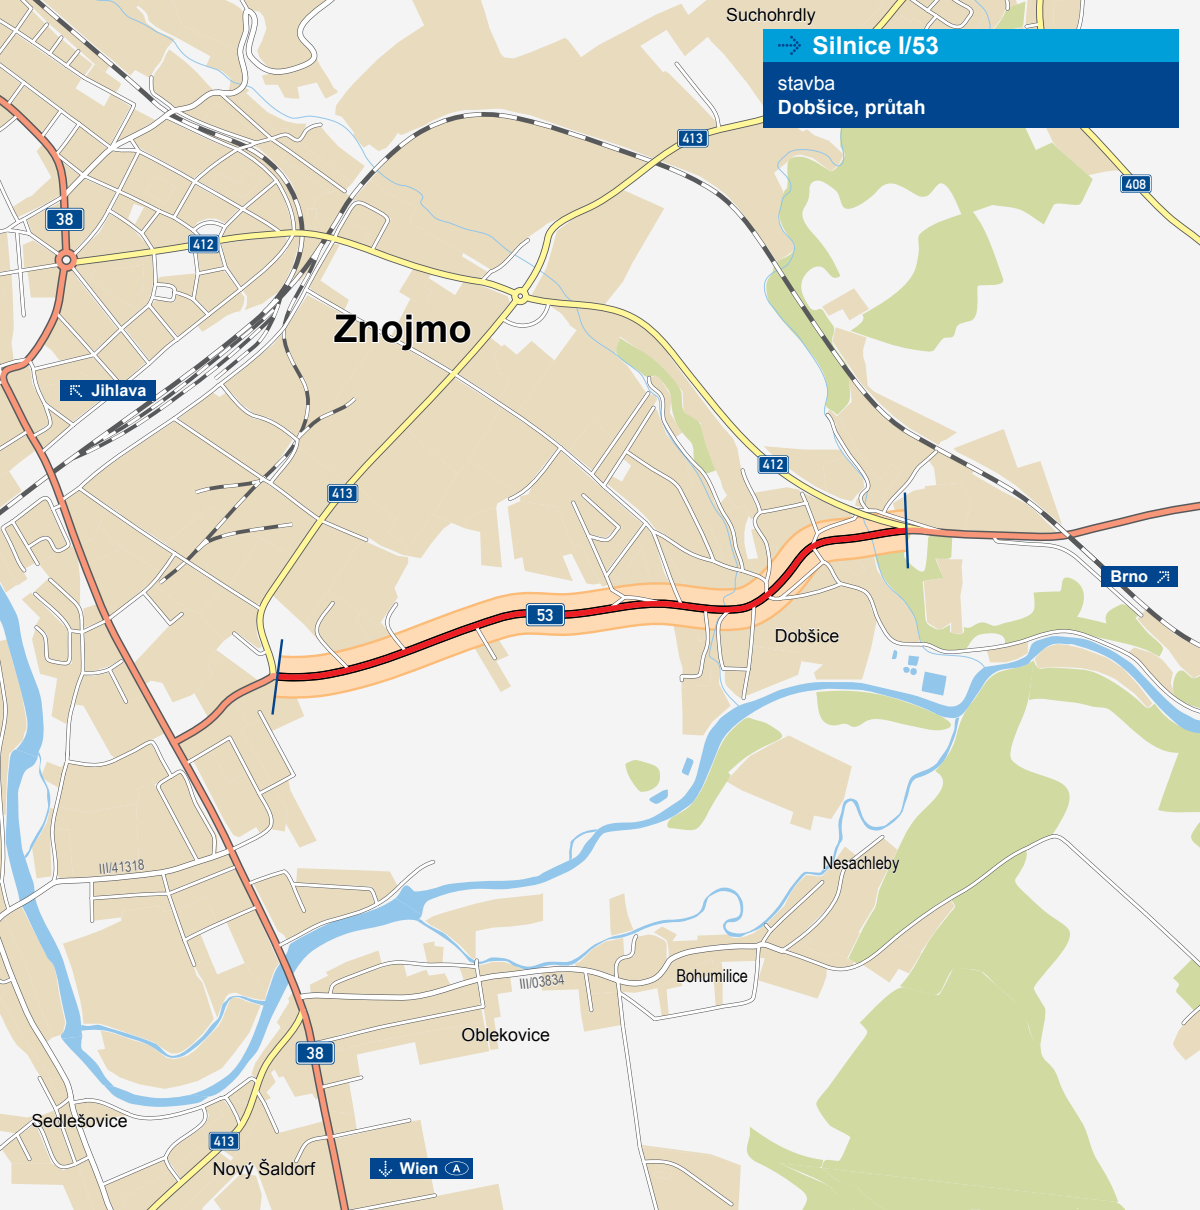 Suchohrdly
Silnice I/53
stavba
Dobšice, průtah
413
408
38
412
Znojmo
Jihlava
412
413
Brno
53
Dobšice
III/41318
Nesachleby
Bohumilice
III/03834
Oblekovice
38
Sedlešovice
413
Nový Šaldorf
Wien A